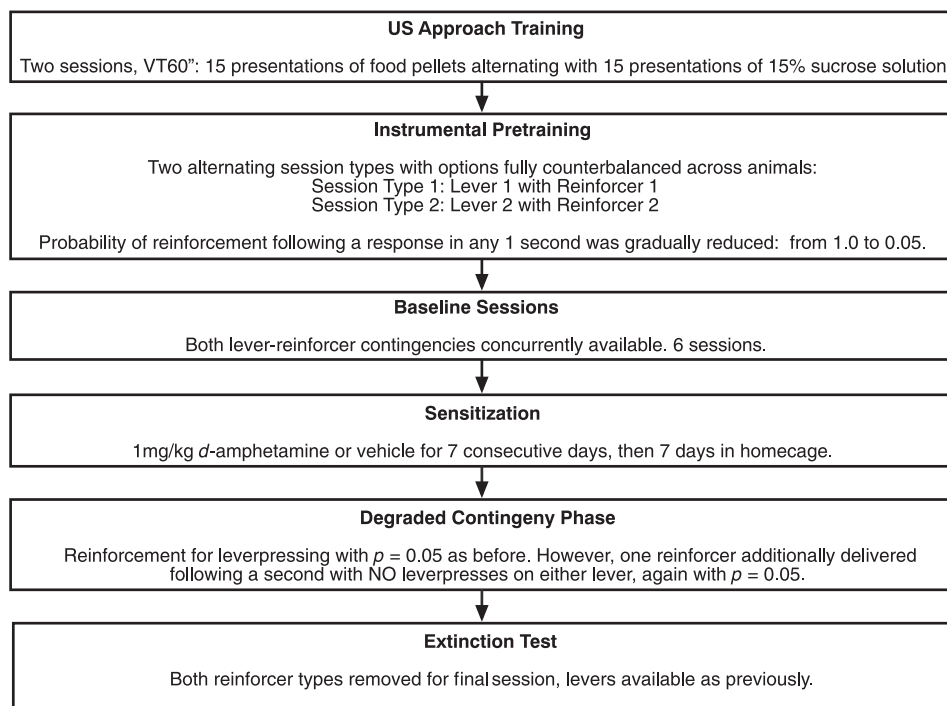 US Approach Training
Two sessions, VT60”: 15 presentations of food pellets alternating with 15 presentations of 15% sucrose solution
Instrumental Pretraining
Two alternating session types with options fully counterbalanced across animals:
Session Type 1: Lever 1 with Reinforcer 1
Session Type 2: Lever 2 with Reinforcer 2
Probability of reinforcement following a response in any 1 second was gradually reduced: from 1.0 to 0.05.
Baseline Sessions
Both lever-reinforcer contingencies concurrently available. 6 sessions.
Sensitization
1mg/kg d-amphetamine or vehicle for 7 consecutive days, then 7 days in homecage.
Degraded Contingeny Phase
Reinforcement for leverpressing with p = 0.05 as before. However, one reinforcer additionally delivered
following a second with NO leverpresses on either lever, again with p = 0.05.
Extinction Test
Both reinforcer types removed for final session, levers available as previously.